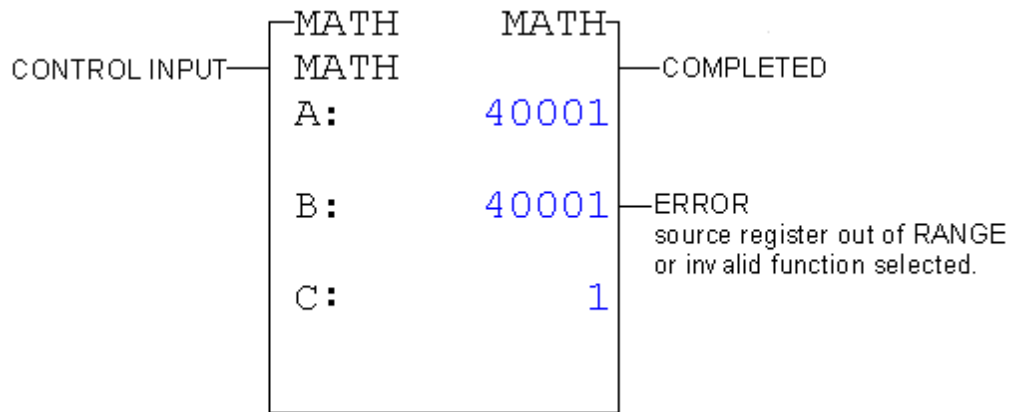 MATH MATH
CONTROL INPUT MATH COMPLETED
A: 40001
B: 40001 ERROR
source register out of RANGE
or invalid function selected.
C: 1